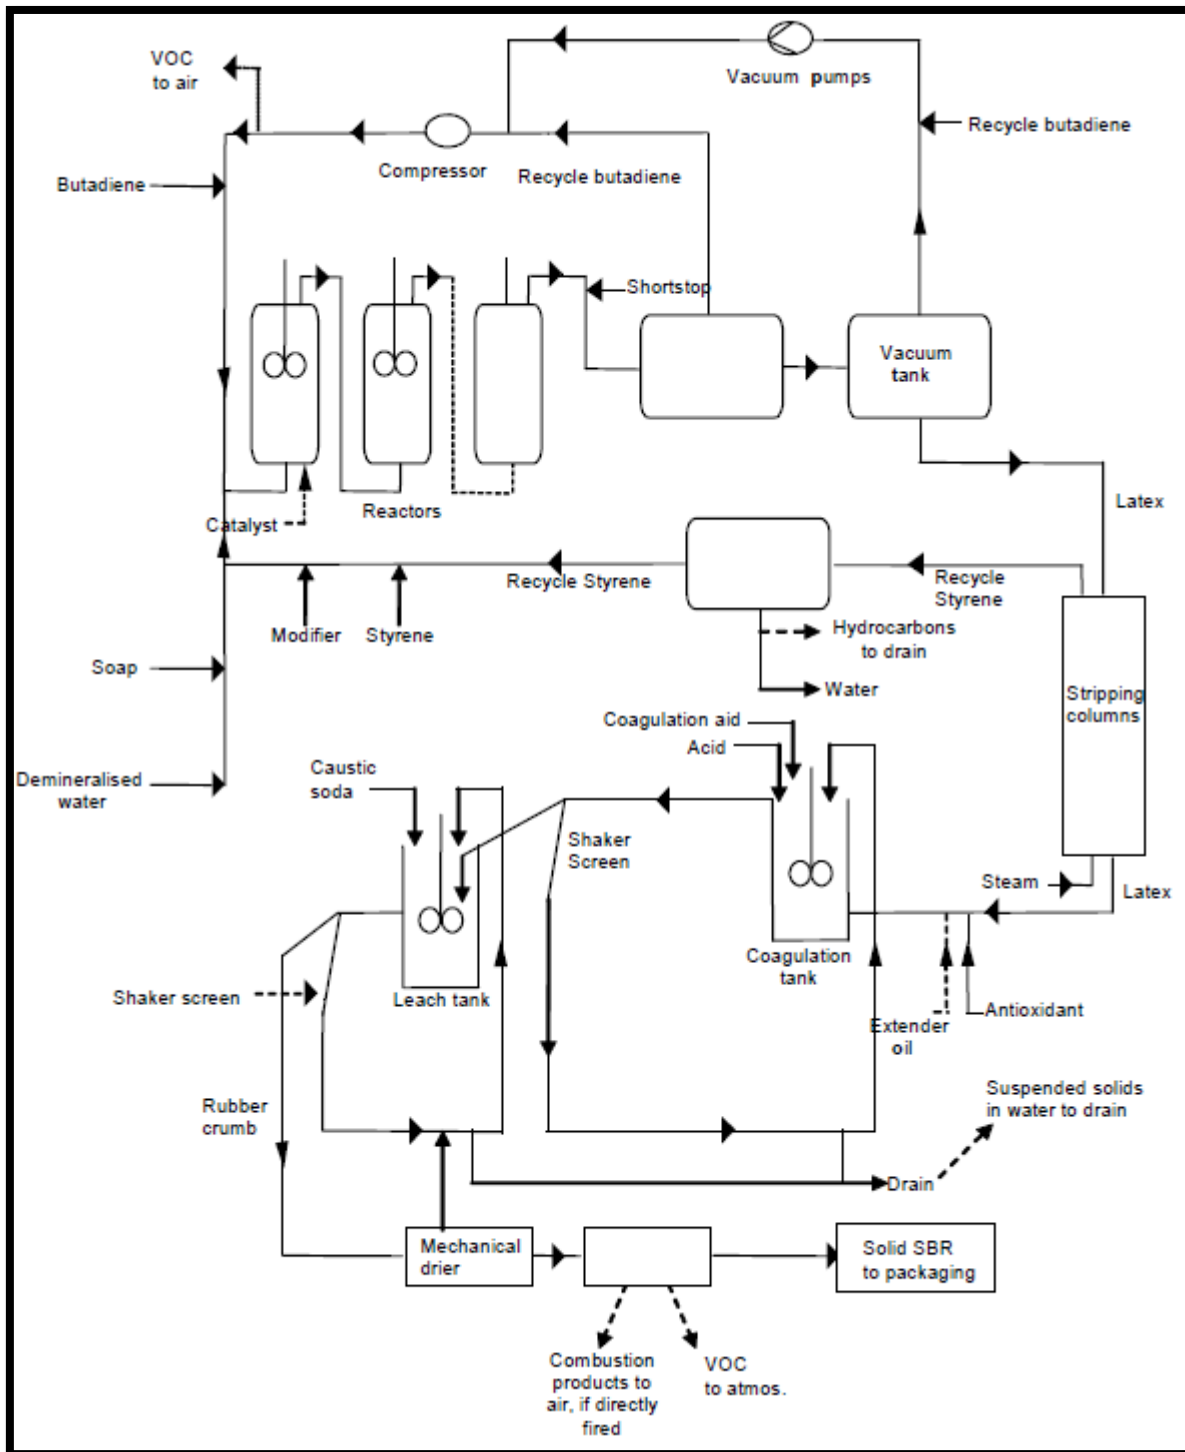 VOC
to air
Vacuum pumps
Recycle butadiene
Compressor
Recycle butadiene
Butadiene
Shortstop
Vacuum
tank
Latex
Catalyst
Reactors
Recycle Styrene
Recycle
Styrene
Modifier
Styrene
Hydrocarbons
to drain
Soap
Water
Stripping
columns
Coagulation aid
Acid
Demineralised
water
Caustic
soda
Shaker
Screen
Steam
Latex
Coagulation
tank
Shaker screen
Leach tank
Extender
oil
Antioxidant
Suspended solids
in water to drain
Rubber
crumb
Drain
Mechanical
drier
Solid SBR
to packaging
Combustion
products to
air, if directly
fired
VOC
to atmos.